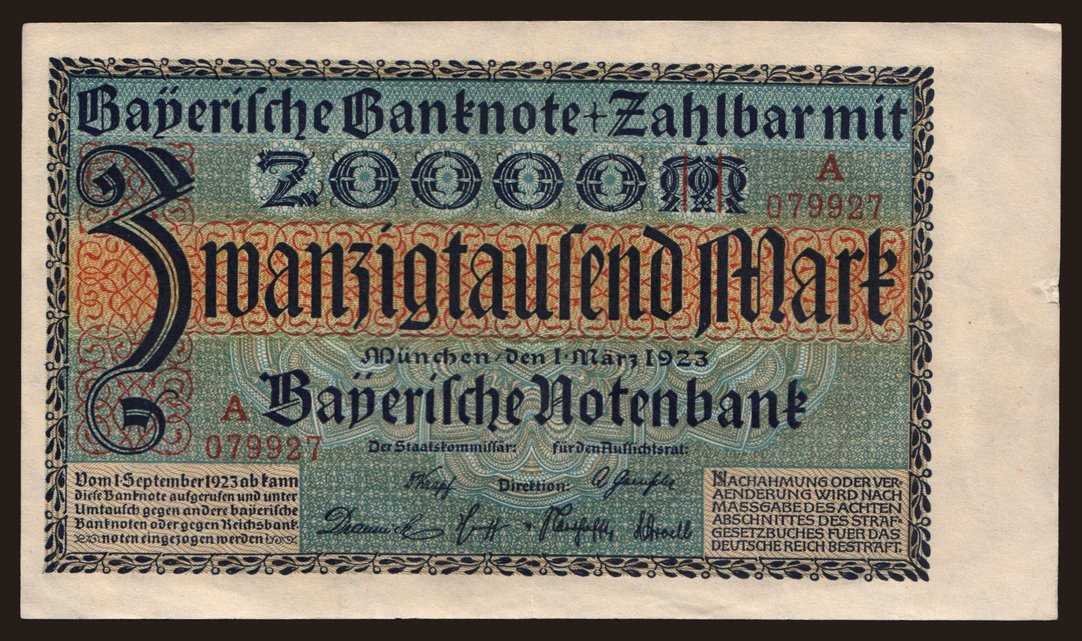 Bayerische Banknote + Zahlbar mit
20000 M
A
079927
Zwanzigtausend Mark
München, den 1. März 1923
Bayerische Notenbank
A
079927
Der Staatskommissär: für den Aufsichtsrat:
Direktion:
Vom 1. September 1923 ab kann
diese Banknote aufgerufen und unter
Umtausch gegen andere bayerische
Banknoten oder gegen Reichsbank-
noten eingezogen werden
NACHAHMUNG ODER VER-
AENDERUNG WIRD NACH
MASSGABE DES ACHTEN
ABSCHNITTES DES STRAF-
GESETZBUCHES FUER DAS
DEUTSCHE REICH BESTRAFT.